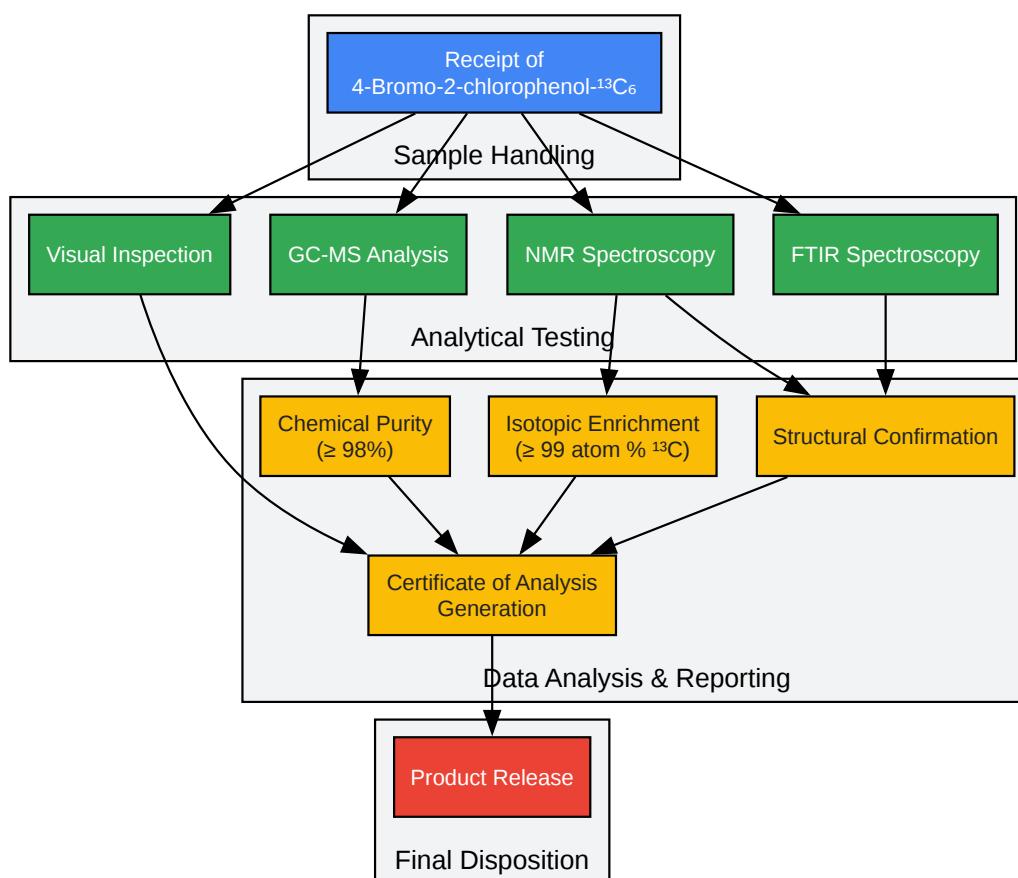 Receipt of
4-Bromo-2-chlorophenol-¹³C₆
Sample Handling
Visual Inspection
GC-MS Analysis
NMR Spectroscopy
FTIR Spectroscopy
Analytical Testing
Chemical Purity
(≥ 98%)
Isotopic Enrichment
(≥ 99 atom % ¹³C)
Structural Confirmation
Certificate of Analysis
Generation
Data Analysis & Reporting
Product Release
Final Disposition